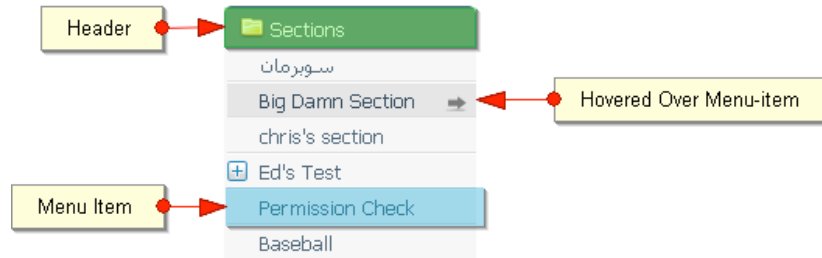 Header
Sections
سوبرمان
Big Damn Section
Hovered Over Menu-item
chris's section
Ed's Test
Menu Item
Permission Check
Baseball